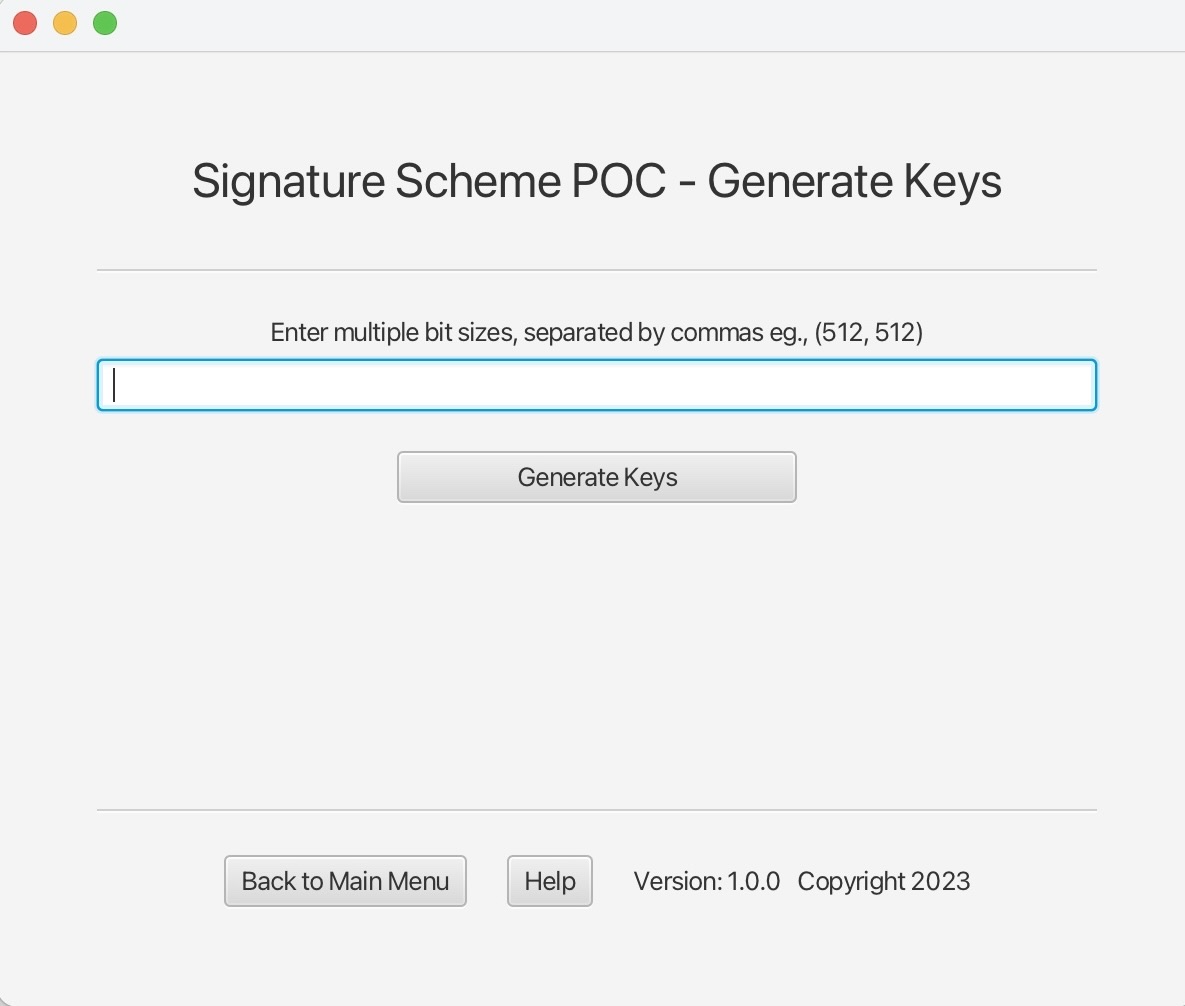 Signature Scheme POC - Generate Keys
Enter multiple bit sizes, separated by commas eg., (512, 512)
Generate Keys
Back to Main Menu Help Version: 1.0.0 Copyright 2023